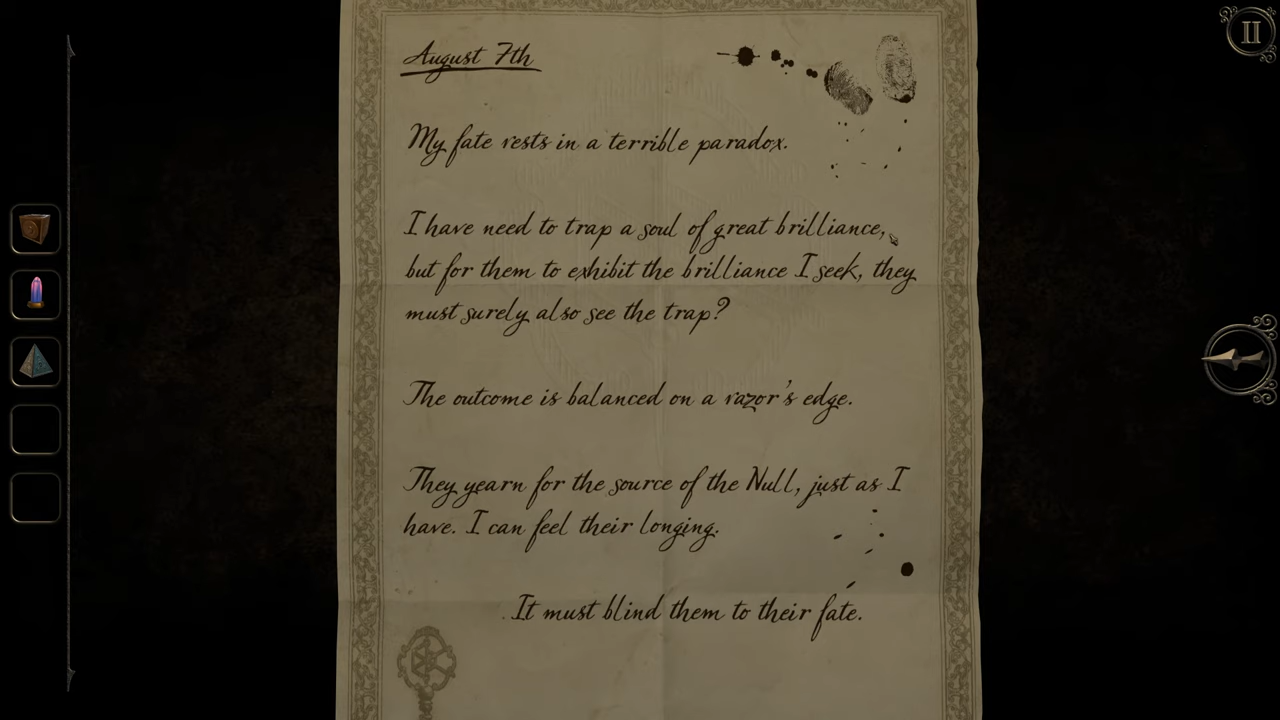 August 7th
My fate rests in a terrible paradox.
I have need to trap a soul of great brilliance,
but for them to exhibit the brilliance I seek, they
must surely also see the trap?
The outcome is balanced on a razor's edge.
They yearn for the source of the Null, just as I
have. I can feel their longing.
It must blind them to their fate.